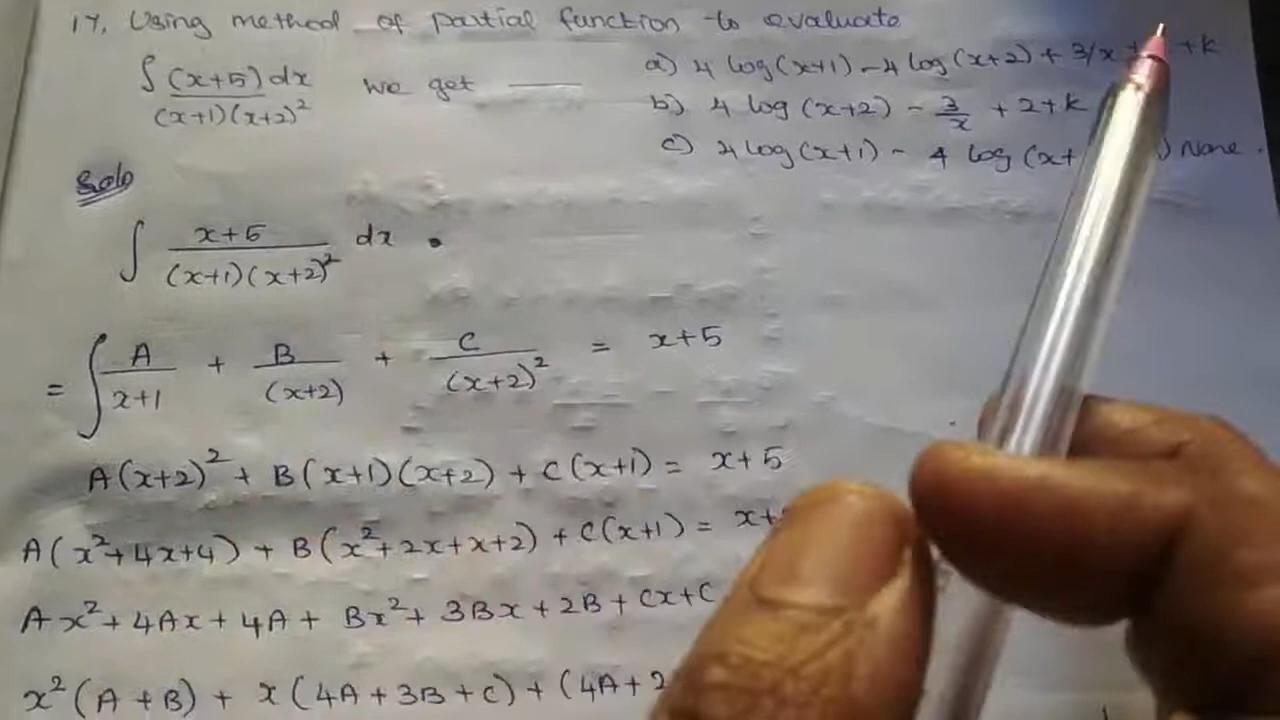 17. Using method of partial function to evaluate
∫ (x+5) dx / (x+1)(x+2)² we get ____
a) 4 log(x+1) - 4 log(x+2) + 3/x + +k
b) 4 log (x+2) - 3/x + 2+k
c) 4 log(x+1) - 4 log (x+ ) None.
Soln
∫ x+5 / (x+1)(x+2)² dx .
= ∫ A / x+1 + B / (x+2) + C / (x+2)² = x+5
A(x+2)² + B(x+1)(x+2) + C(x+1) = x+5
A(x²+4x+4) + B(x²+2x+x+2) + C(x+1) = x+
Ax²+4Ax+4A+ Bx²+ 3Bx+2B+ Cx+C
x²(A+B) + x(4A+3B+C) + (4A+2